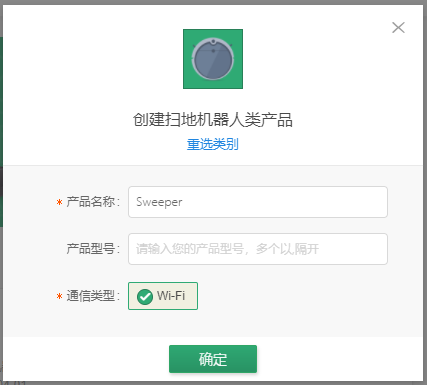 创建扫地机器人类产品
重选类别
* 产品名称： Sweeper
产品型号： 请输入您的产品型号，多个以,隔开
* 通信类型： Wi-Fi
确定